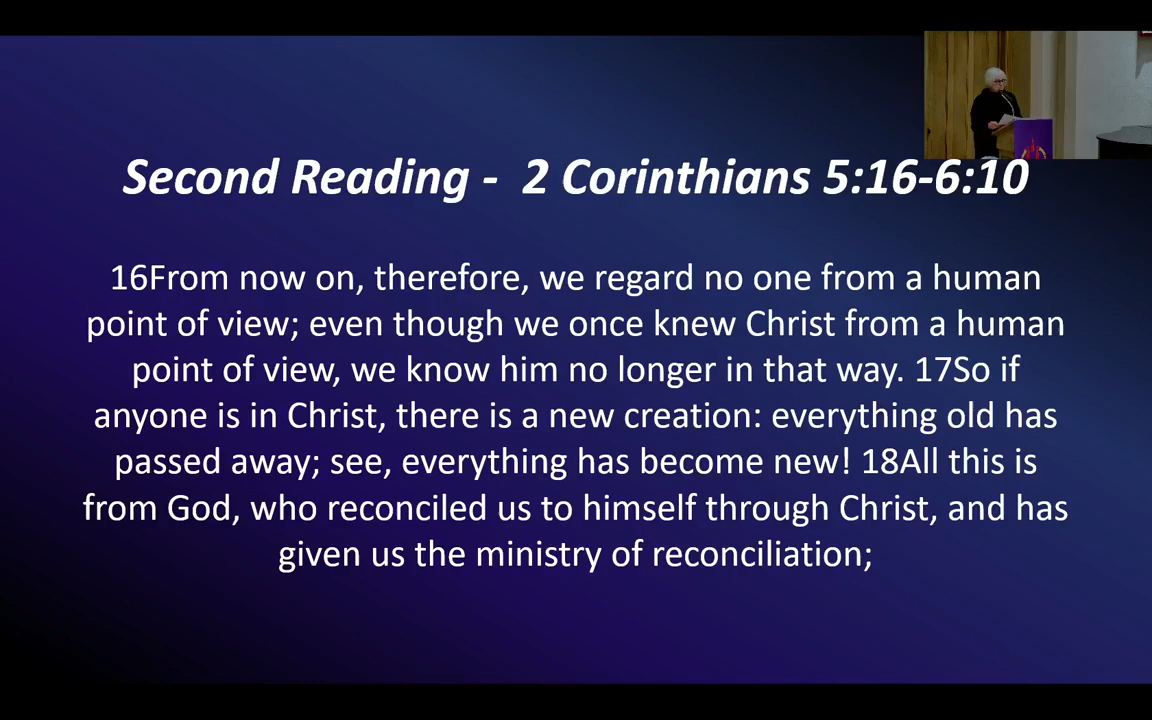 Second Reading - 2 Corinthians 5:16-6:10
16From now on, therefore, we regard no one from a human
point of view; even though we once knew Christ from a human
point of view, we know him no longer in that way. 17So if
anyone is in Christ, there is a new creation: everything old has
passed away; see, everything has become new! 18All this is
from God, who reconciled us to himself through Christ, and has
given us the ministry of reconciliation;